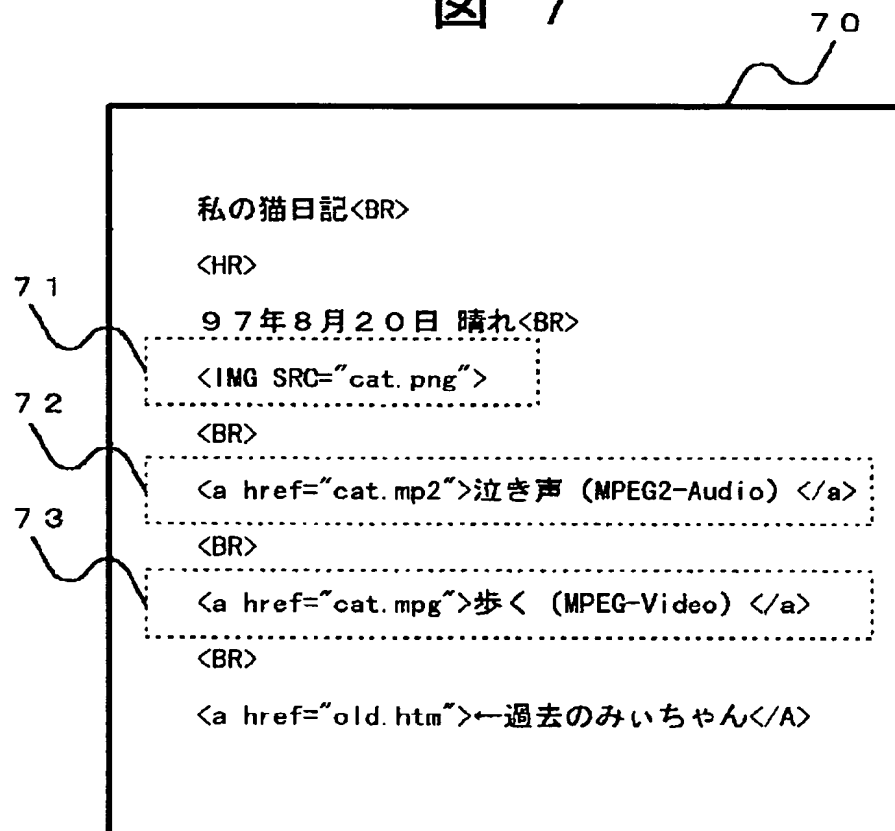 図 7
70
私の猫日記<BR>
<HR>
71
97年8月20日 晴れ<BR>
<IMG SRC="cat.png">
72
<BR>
<a href="cat.mp2">泣き声 (MPEG2-Audio) </a>
73
<BR>
<a href="cat.mpg">歩く (MPEG-Video) </a>
<BR>
<a href="old.htm">←過去のみぃちゃん</A>